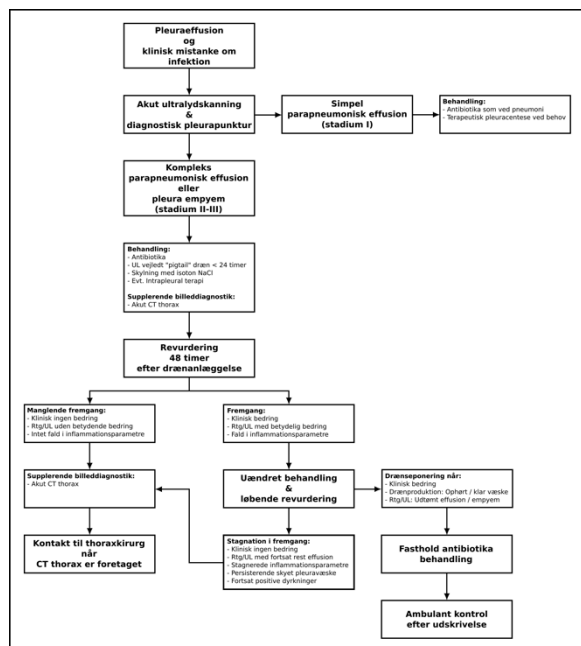 Pleuraeffusion
og
klinisk mistanke om
infektion
Akut ultralydskanning
&
diagnostisk pleurapunktur
Simpel
parapneumonisk effusion
(stadium I)
Behandling:
- Antibiotika som ved pneumoni
- Terapeutisk pleuracentese ved behov
Kompleks
parapneumonisk effusion
eller
pleura empyem
(stadium II-III)
Behandling:
- Antibiotika
- UL vejledt "pigtail" dræn < 24 timer
- Skylning med isoton NaCl
- Evt. Intrapleural terapi
Supplerende billeddiagnostik:
- Akut CT thorax
Revurdering
48 timer
efter drænanlæggelse
Manglende fremgang:
- Klinisk ingen bedring
- Rtg/UL uden betydende bedring
- Intet fald i inflammationsparametre
Fremgang:
- Klinisk bedring
- Rtg/UL med betydelig bedring
- Fald i inflammationsparametre
Supplerende billeddiagnostik:
- Akut CT thorax
Uændret behandling
&
løbende revurdering
Drænseponering når:
- Klinisk bedring
- Drænproduktion: Ophørt / klar væske
- Rtg/UL: Udtømt effusion / empyem
Kontakt til thoraxkirurg
når
CT thorax er foretaget
Stagnation i fremgang:
- Klinisk ingen bedring
- Rtg/UL med fortsat rest effusion
- Stagnerede inflammationsparametre
- Persisterende skyet pleuravæske
- Fortsat positive dyrkninger
Fasthold antibiotika
behandling
Ambulant kontrol
efter udskrivelse